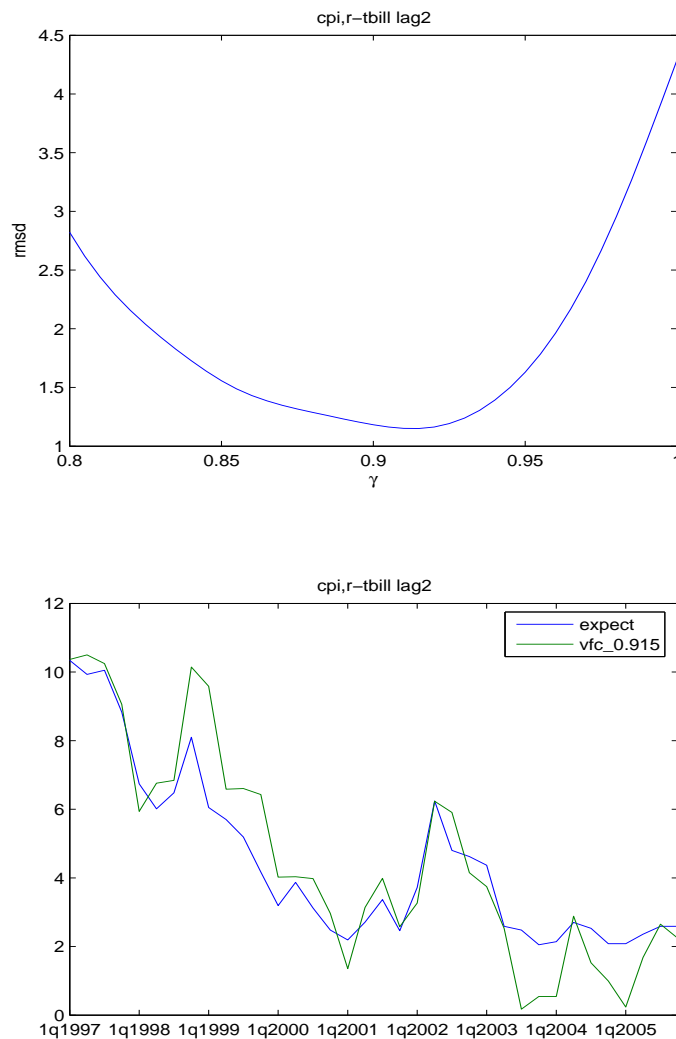 cpi,r−tbill lag2
4.5
4
3.5
3
2.5
2
1.5
1
rmsd
0.8 0.85 0.9 0.95 1
γ
cpi,r−tbill lag2
12
10
8
6
4
2
0
expect
vfc_0.915
1q1997 1q1998 1q1999 1q2000 1q2001 1q2002 1q2003 1q2004 1q2005